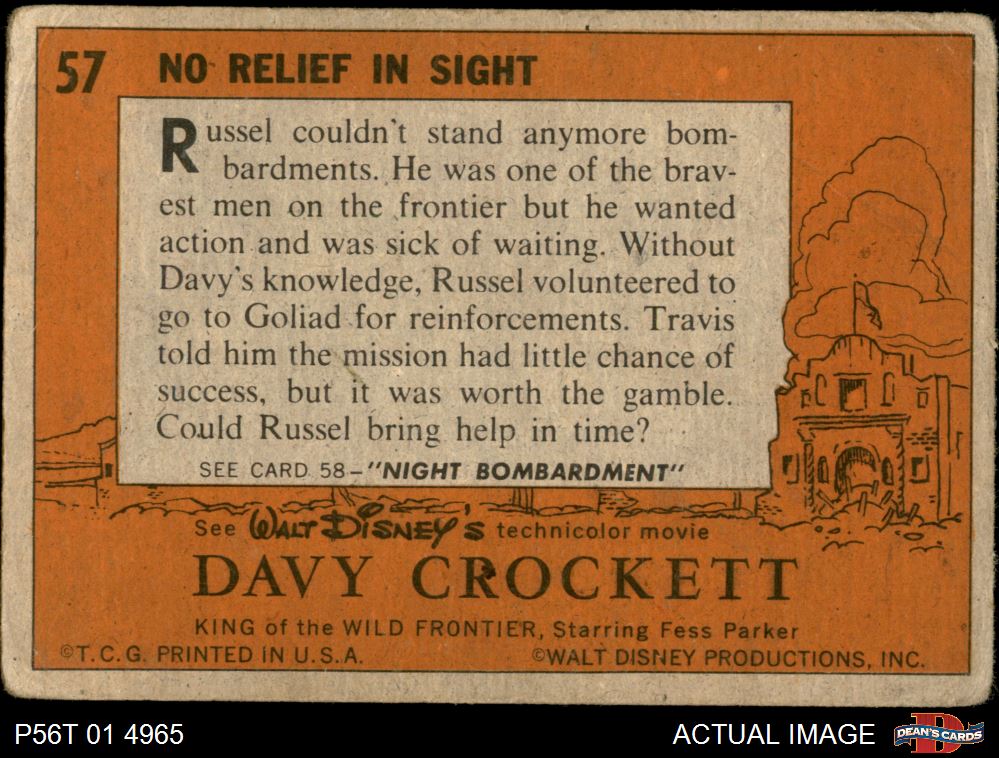 57 NO RELIEF IN SIGHT
Russel couldn't stand anymore bom-
bardments. He was one of the brav-
est men on the frontier but he wanted
action and was sick of waiting. Without
Davy's knowledge, Russel volunteered to
go to Goliad for reinforcements. Travis
told him the mission had little chance of
success, but it was worth the gamble.
Could Russel bring help in time?
SEE CARD 58—"NIGHT BOMBARDMENT"
See WALT DISNEY'S technicolor movie
DAVY CROCKETT
KING of the WILD FRONTIER, Starring Fess Parker
©T.C.G. PRINTED IN U.S.A. ©WALT DISNEY PRODUCTIONS, INC.
P56T 01 4965 ACTUAL IMAGE DEAN'S CARDS